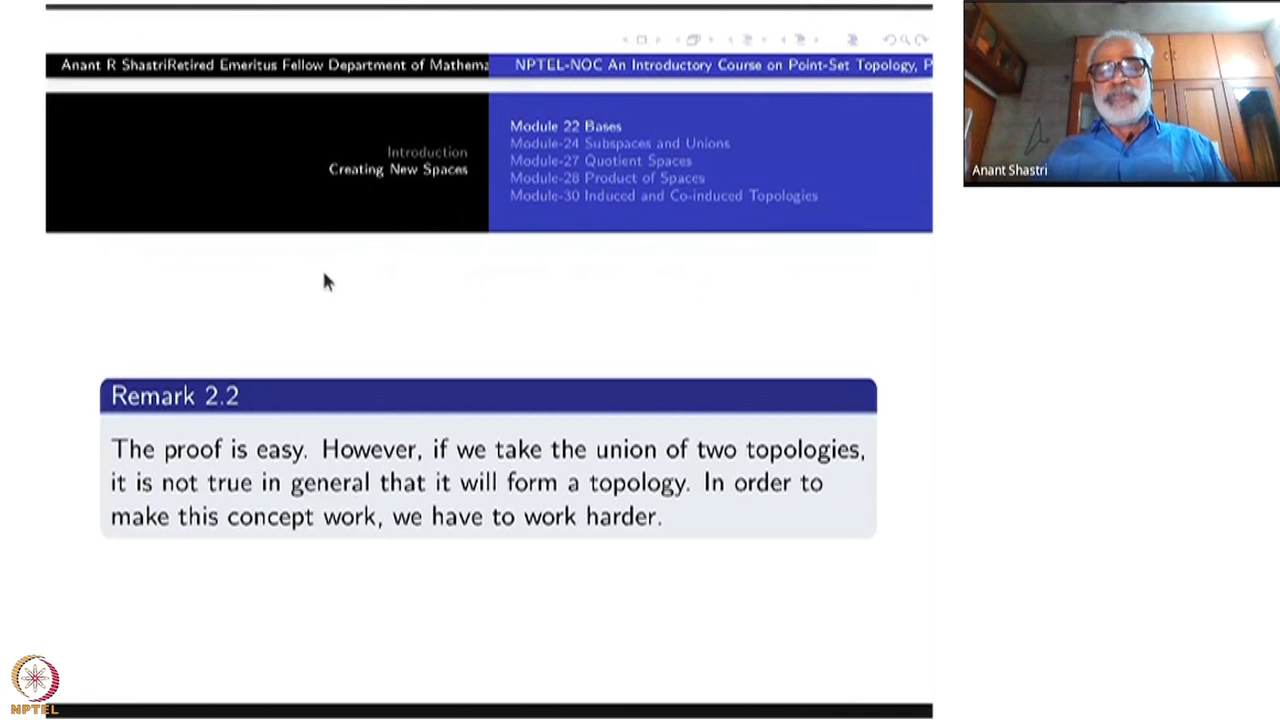 Anant R ShastriRetired Emeritus Fellow Department of Mathema
NPTEL-NOC An Introductory Course on Point-Set Topology, P
Introduction
Creating New Spaces
Module 22 Bases
Module-24 Subspaces and Unions
Module-27 Quotient Spaces
Module-28 Product of Spaces
Module-30 Induced and Co-induced Topologies
Anant Shastri
Remark 2.2
The proof is easy. However, if we take the union of two topologies,
it is not true in general that it will form a topology. In order to
make this concept work, we have to work harder.
NPTEL